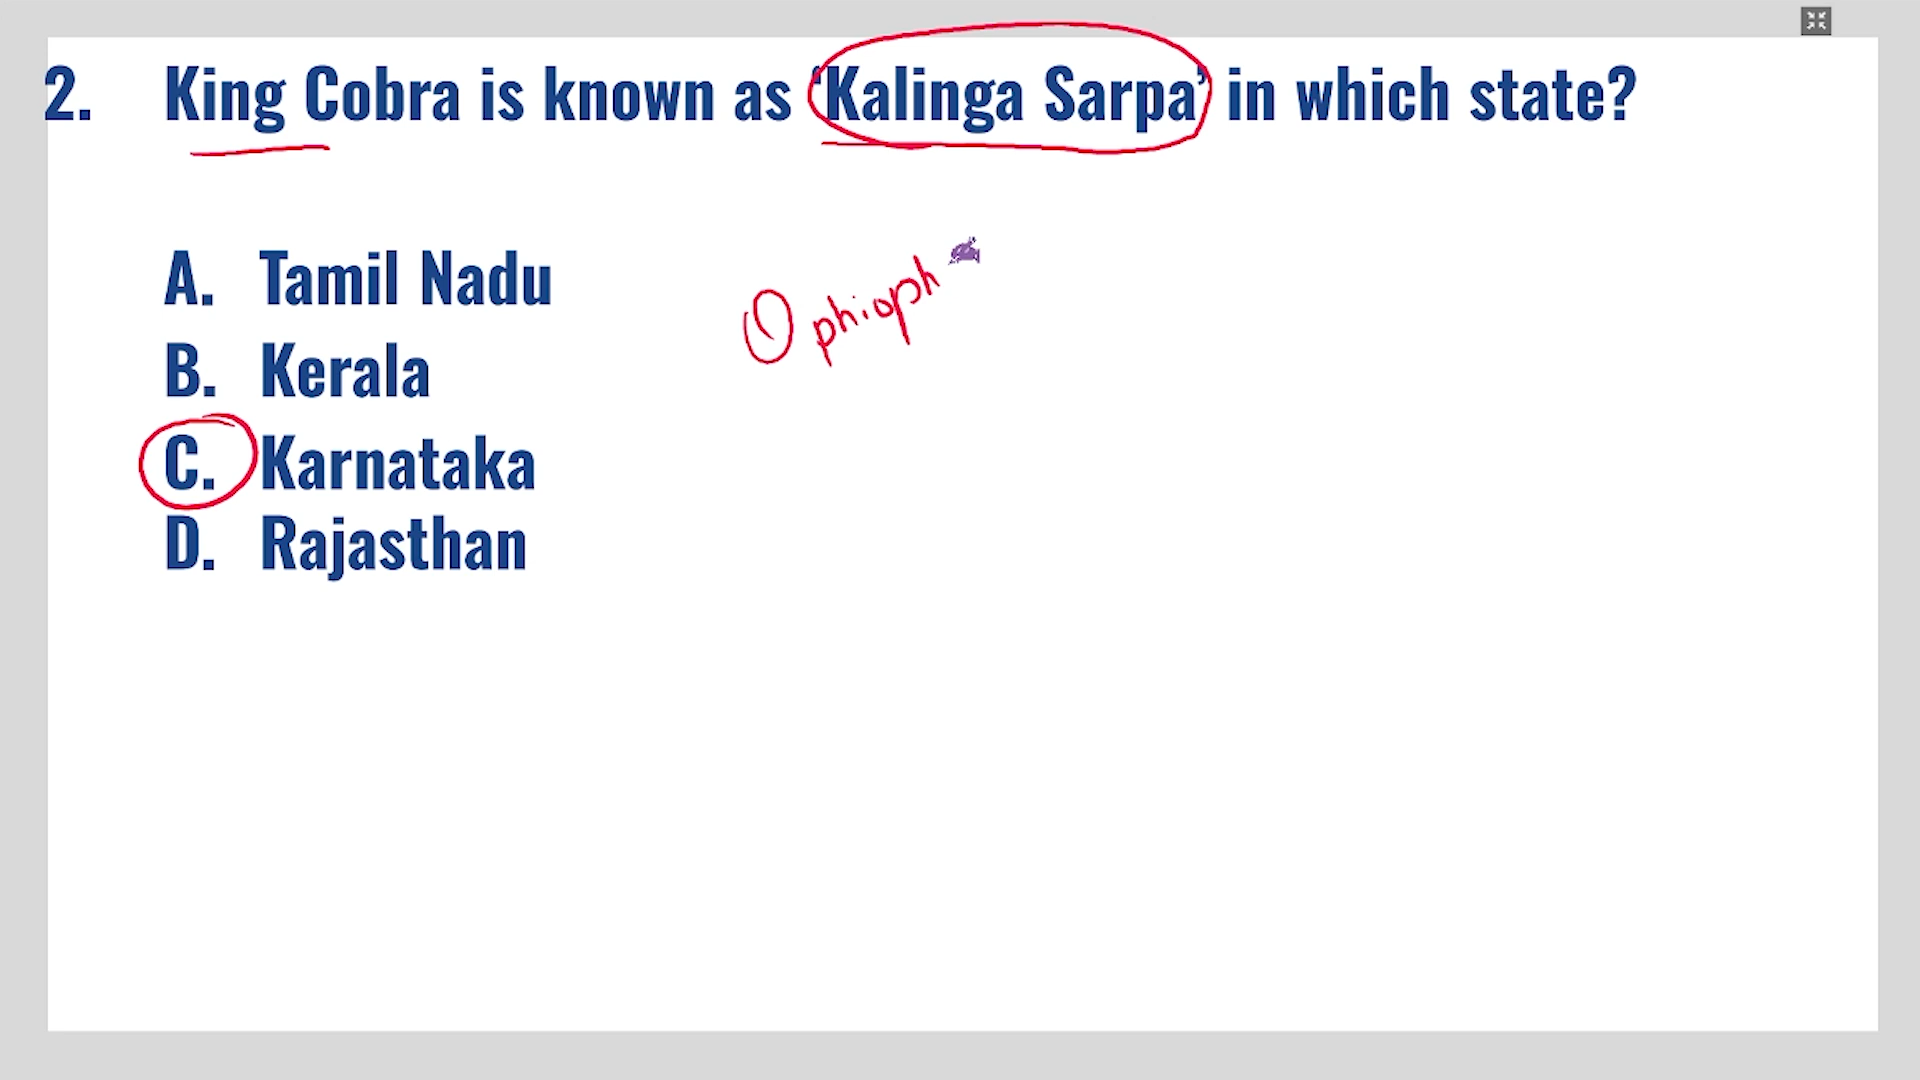 2. King Cobra is known as ‘Kalinga Sarpa’ in which state?
A. Tamil Nadu
Ophioph
B. Kerala
C. Karnataka
D. Rajasthan